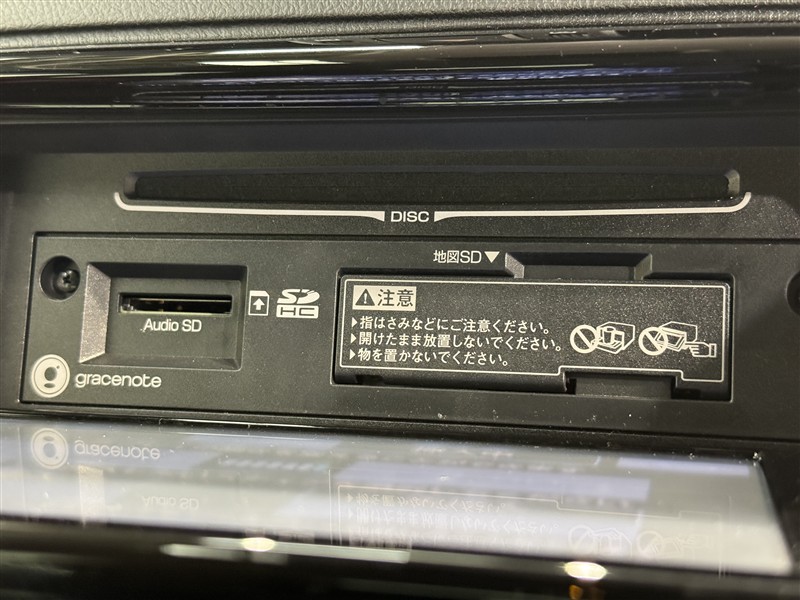 DISC
地図SD▼
Audio SD
SD
HC
⚠注意
▶指はさみなどにご注意ください。
▶開けたまま放置しないでください。
▶物を置かないでください。
gracenote